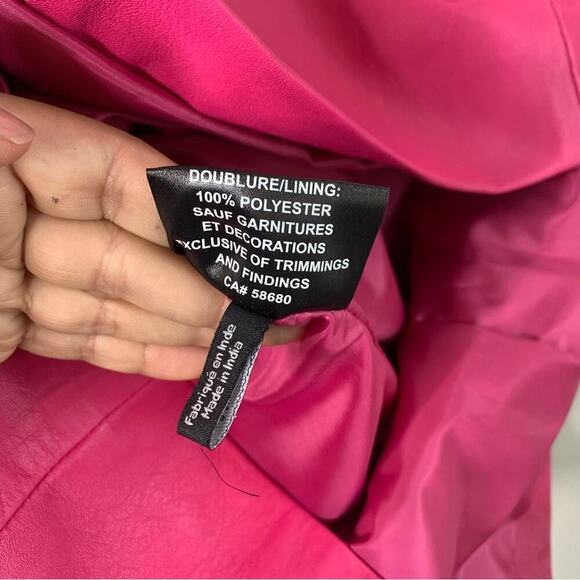 DOUBLURE/LINING:
100% POLYESTER
SAUF GARNITURES
ET DECORATIONS
EXCLUSIVE OF TRIMMINGS
AND FINDINGS
CA# 58680
Fabriqué en Inde
Made in India